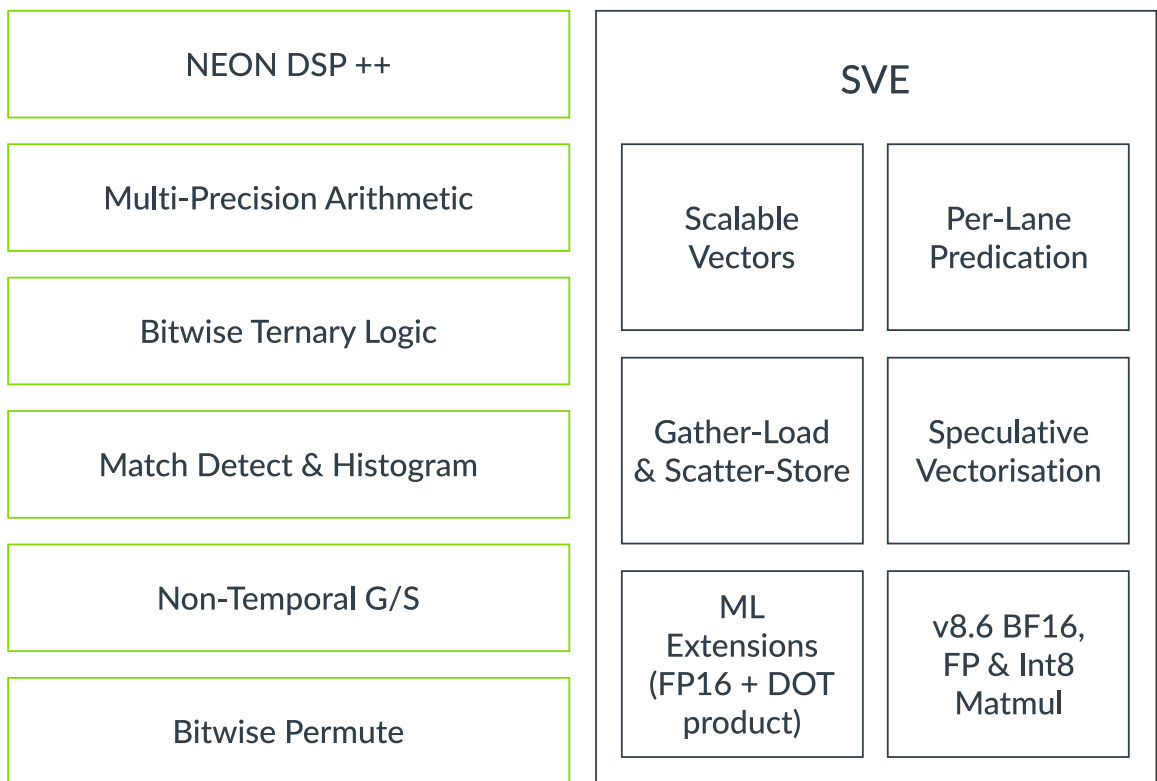 NEON DSP ++
Multi-Precision Arithmetic
Bitwise Ternary Logic
Match Detect & Histogram
Non-Temporal G/S
Bitwise Permute
SVE
Scalable
Vectors
Per-Lane
Predication
Gather-Load
& Scatter-Store
Speculative
Vectorisation
ML
Extensions
(FP16 + DOT
product)
v8.6 BF16,
FP & Int8
Matmul